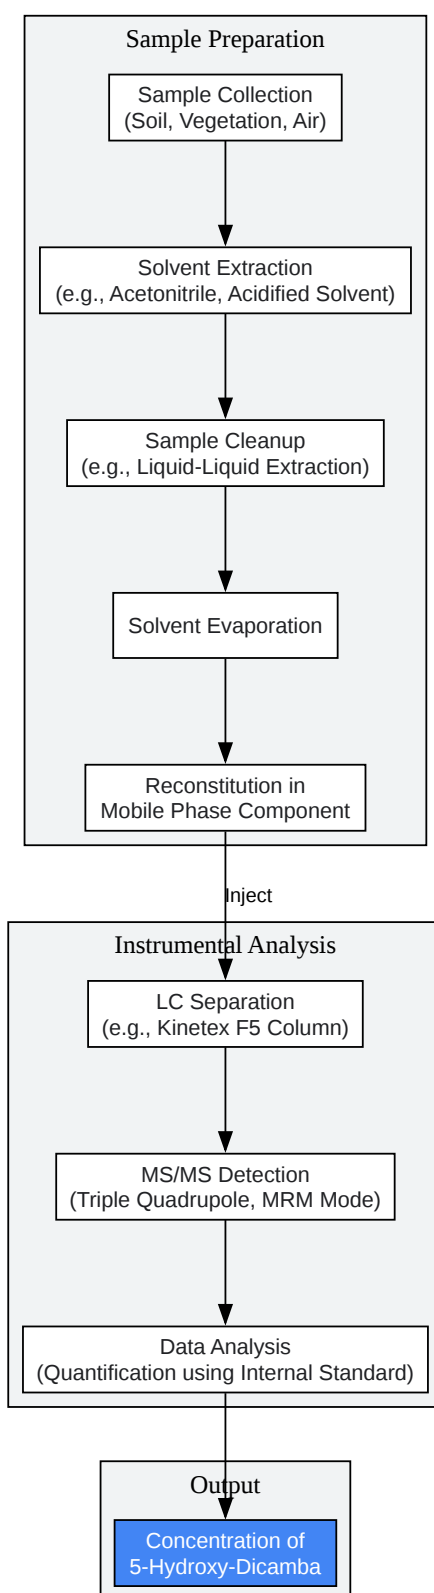 Sample Preparation
Sample Collection
(Soil, Vegetation, Air)
Solvent Extraction
(e.g., Acetonitrile, Acidified Solvent)
Sample Cleanup
(e.g., Liquid-Liquid Extraction)
Solvent Evaporation
Reconstitution in
Mobile Phase Component
Inject
Instrumental Analysis
LC Separation
(e.g., Kinetex F5 Column)
MS/MS Detection
(Triple Quadrupole, MRM Mode)
Data Analysis
(Quantification using Internal Standard)
Output
Concentration of
5-Hydroxy-Dicamba